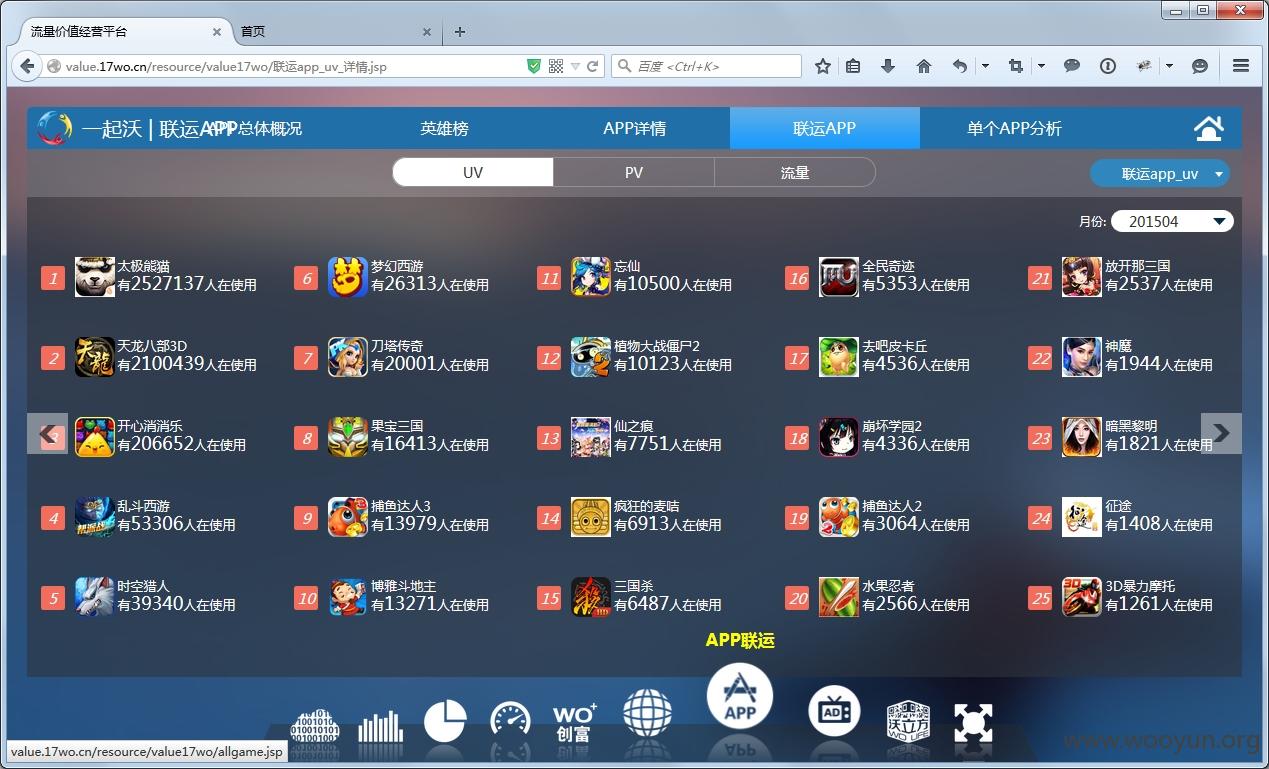 流量价值经营平台
首页
value.17wo.cn/resource/value17wo/联运app_uv_详情.jsp
百度 <Ctrl+K>
一起沃 | 联运APP
APP总体概况
英雄榜
APP详情
联运APP
单个APP分析
UV
PV
流量
联运app_uv
月份:
201504
1
太极熊猫
有2527137人在使用
6
梦幻西游
有26313人在使用
11
忘仙
有10500人在使用
16
全民奇迹
有5353人在使用
21
放开那三国
有2537人在使用
2
天龙八部3D
有2100439人在使用
7
刀塔传奇
有20001人在使用
12
植物大战僵尸2
有10123人在使用
17
去吧皮卡丘
有4536人在使用
22
神魔
有1944人在使用
开心消消乐
有206652人在使用
8
果宝三国
有16413人在使用
13
仙之痕
有7751人在使用
18
崩坏学园2
有4336人在使用
23
暗黑黎明
有1821人在使用
4
乱斗西游
有53306人在使用
9
捕鱼达人3
有13979人在使用
14
疯狂的麦咭
有6913人在使用
19
捕鱼达人2
有3064人在使用
24
征途
有1408人在使用
5
时空猎人
有39340人在使用
10
博雅斗地主
有13271人在使用
15
三国杀
有6487人在使用
20
水果忍者
有2566人在使用
25
3D暴力摩托
有1261人在使用
APP联运
WO+
创富
APP
AD
沃立方
WO LIFE
value.17wo.cn/resource/value17wo/allgame.jsp
www.wooyun.org